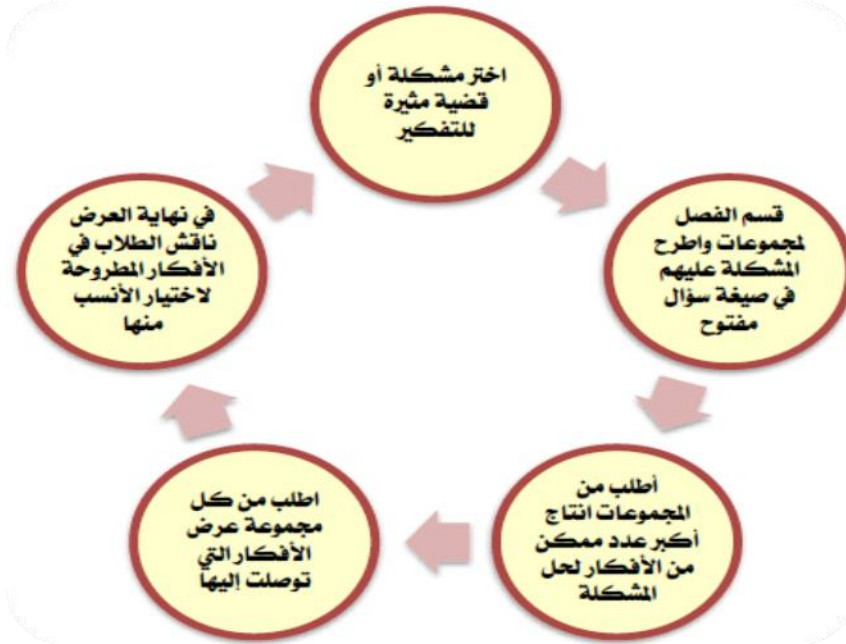 اختر مشكلة أو
قضية مثيرة
للتفكير
قسم الفصل
لمجموعات واطرح
المشكلة عليهم
في صيغة سؤال
مفتوح
أطلب من
المجموعات انتاج
أكبر عدد ممكن
من الأفكار لحل
المشكلة
اطلب من كل
مجموعة عرض
الأفكار التي
توصلت إليها
في نهاية العرض
ناقش الطلاب في
الأفكار المطروحة
لاختيار الأنسب
منها